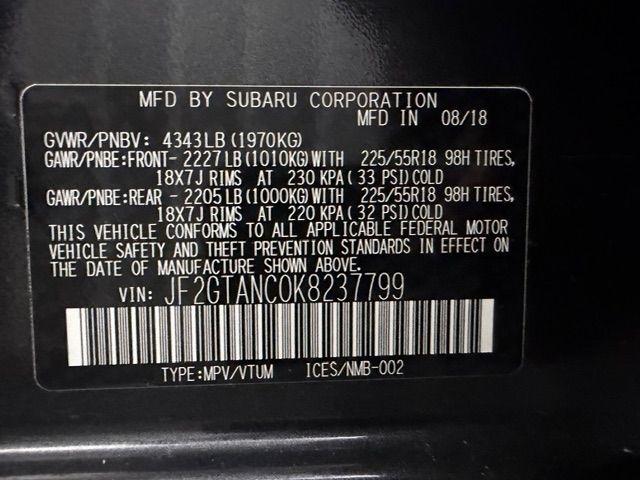 MFD BY SUBARU CORPORATION
MFD IN 08/18
GVWR/PNBV: 4343LB(1970KG)
GAWR/PNBE:FRONT- 2227LB(1010KG)WITH 225/55R18 98H TIRES,
18X7J RIMS AT 230 KPA(33 PSI)COLD
GAWR/PNBE:REAR - 2205LB(1000KG)WITH 225/55R18 98H TIRES,
18X7J RIMS AT 220 KPA(32 PSI)COLD
THIS VEHICLE CONFORMS TO ALL APPLICABLE FEDERAL MOTOR
VEHICLE SAFETY AND THEFT PREVENTION STANDARDS IN EFFECT ON
THE DATE OF MANUFACTURE SHOWN ABOVE.
VIN: JF2GTANC0K8237799
TYPE:MPV/VTUM ICES/NMB-002